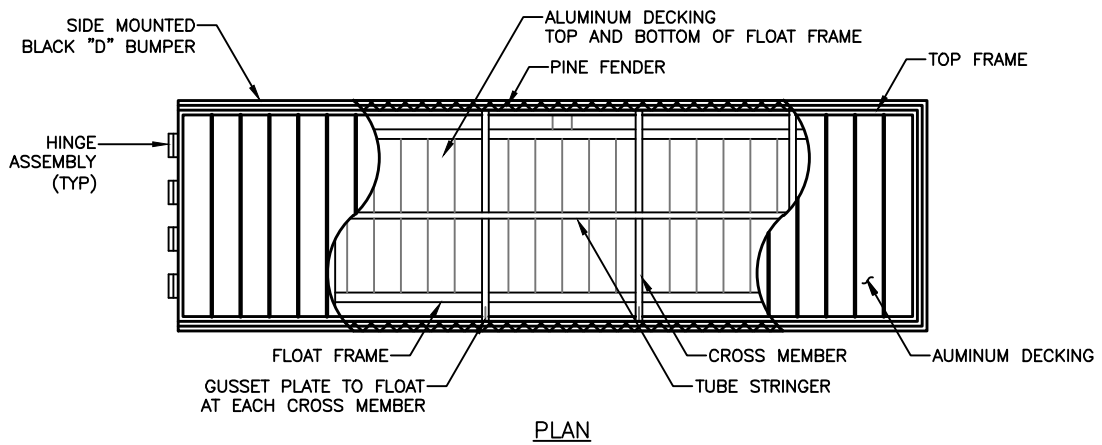 SIDE MOUNTED
BLACK "D" BUMPER
ALUMINUM DECKING
TOP AND BOTTOM OF FLOAT FRAME
PINE FENDER
TOP FRAME
HINGE
ASSEMBLY
(TYP)
FLOAT FRAME
CROSS MEMBER
AUMINUM DECKING
GUSSET PLATE TO FLOAT
AT EACH CROSS MEMBER
TUBE STRINGER
PLAN